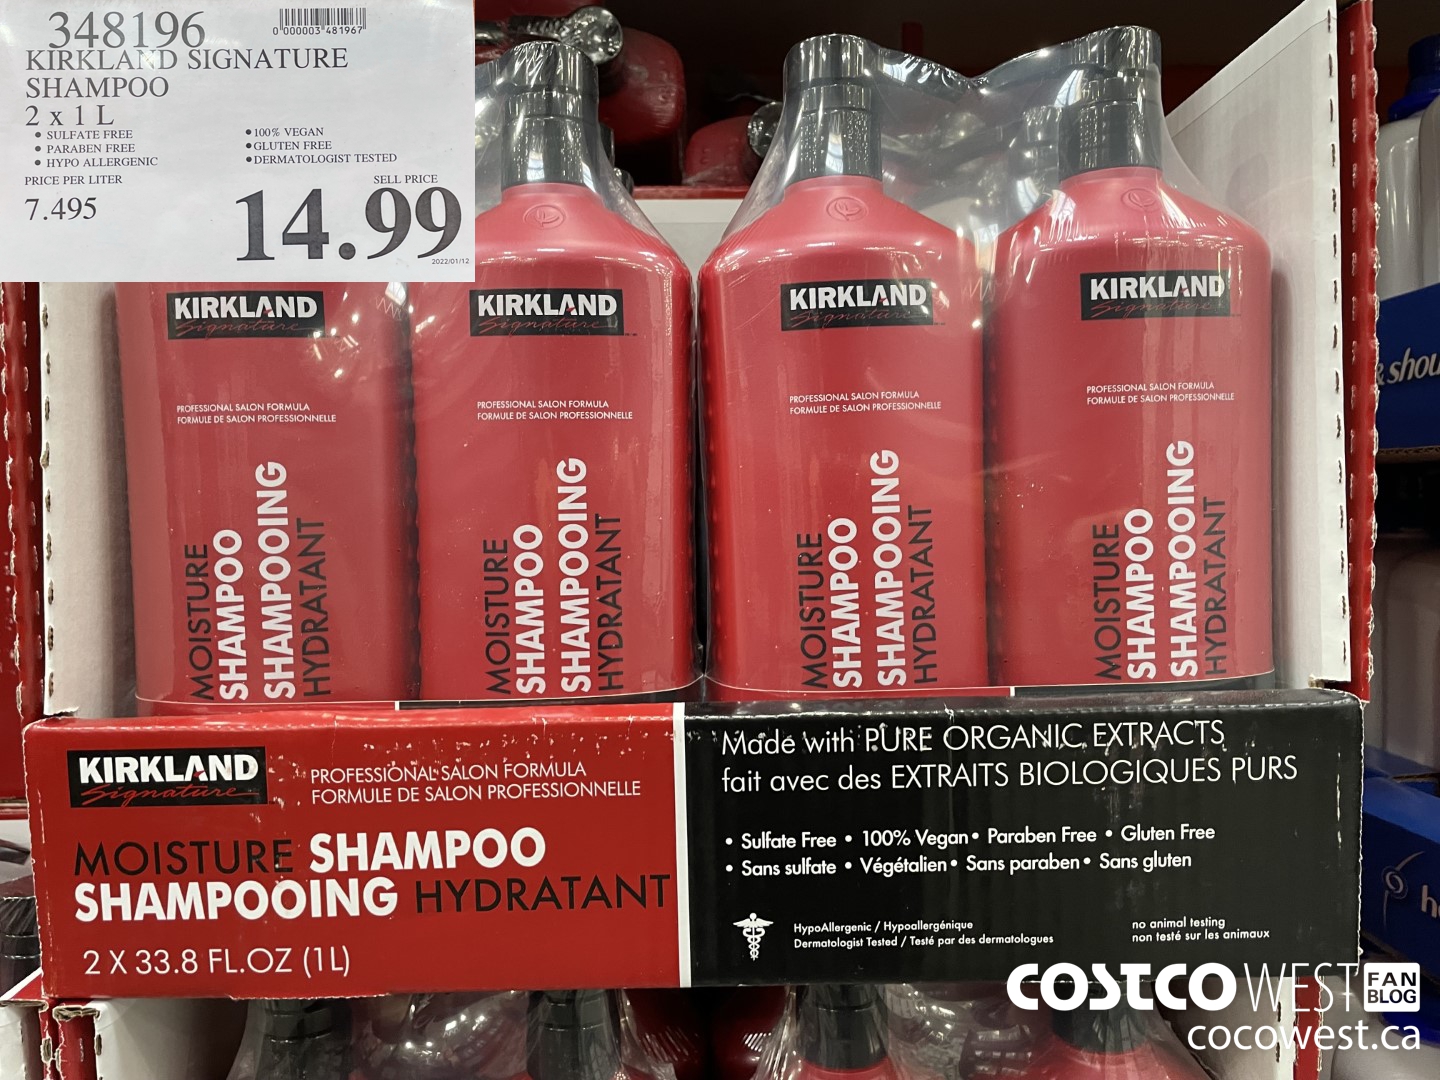 348196
0 000003 481967
KIRKLAND SIGNATURE
SHAMPOO
2 x 1 L
• SULFATE FREE
• PARABEN FREE
• HYPO ALLERGENIC
• 100% VEGAN
• GLUTEN FREE
• DERMATOLOGIST TESTED
PRICE PER LITER
7.495
SELL PRICE
14.99
2022/01/12
KIRKLAND
Signature
PROFESSIONAL SALON FORMULA
FORMULE DE SALON PROFESSIONNELLE
MOISTURE
SHAMPOO
SHAMPOOING
HYDRATANT
KIRKLAND
Signature
PROFESSIONAL SALON FORMULA
FORMULE DE SALON PROFESSIONNELLE
MOISTURE
SHAMPOO
SHAMPOOING
HYDRATANT
KIRKLAND
Signature
PROFESSIONAL SALON FORMULA
FORMULE DE SALON PROFESSIONNELLE
MOISTURE
SHAMPOO
SHAMPOOING
HYDRATANT
KIRKLAND
Signature
PROFESSIONAL SALON FORMULA
FORMULE DE SALON PROFESSIONNELLE
MOISTURE
SHAMPOO
SHAMPOOING
HYDRATANT
KIRKLAND
Signature
PROFESSIONAL SALON FORMULA
FORMULE DE SALON PROFESSIONNELLE
MOISTURE SHAMPOO
SHAMPOOING HYDRATANT
2 X 33.8 FL.OZ (1L)
Made with PURE ORGANIC EXTRACTS
fait avec des EXTRAITS BIOLOGIQUES PURS
• Sulfate Free • 100% Vegan • Paraben Free • Gluten Free
• Sans sulfate • Végétalien • Sans paraben • Sans gluten
HypoAllergenic / Hypoallergénique
Dermatologist Tested / Testé par des dermatologues
no animal testing
non testé sur les animaux
COSTCO WEST FAN BLOG
cocowest.ca